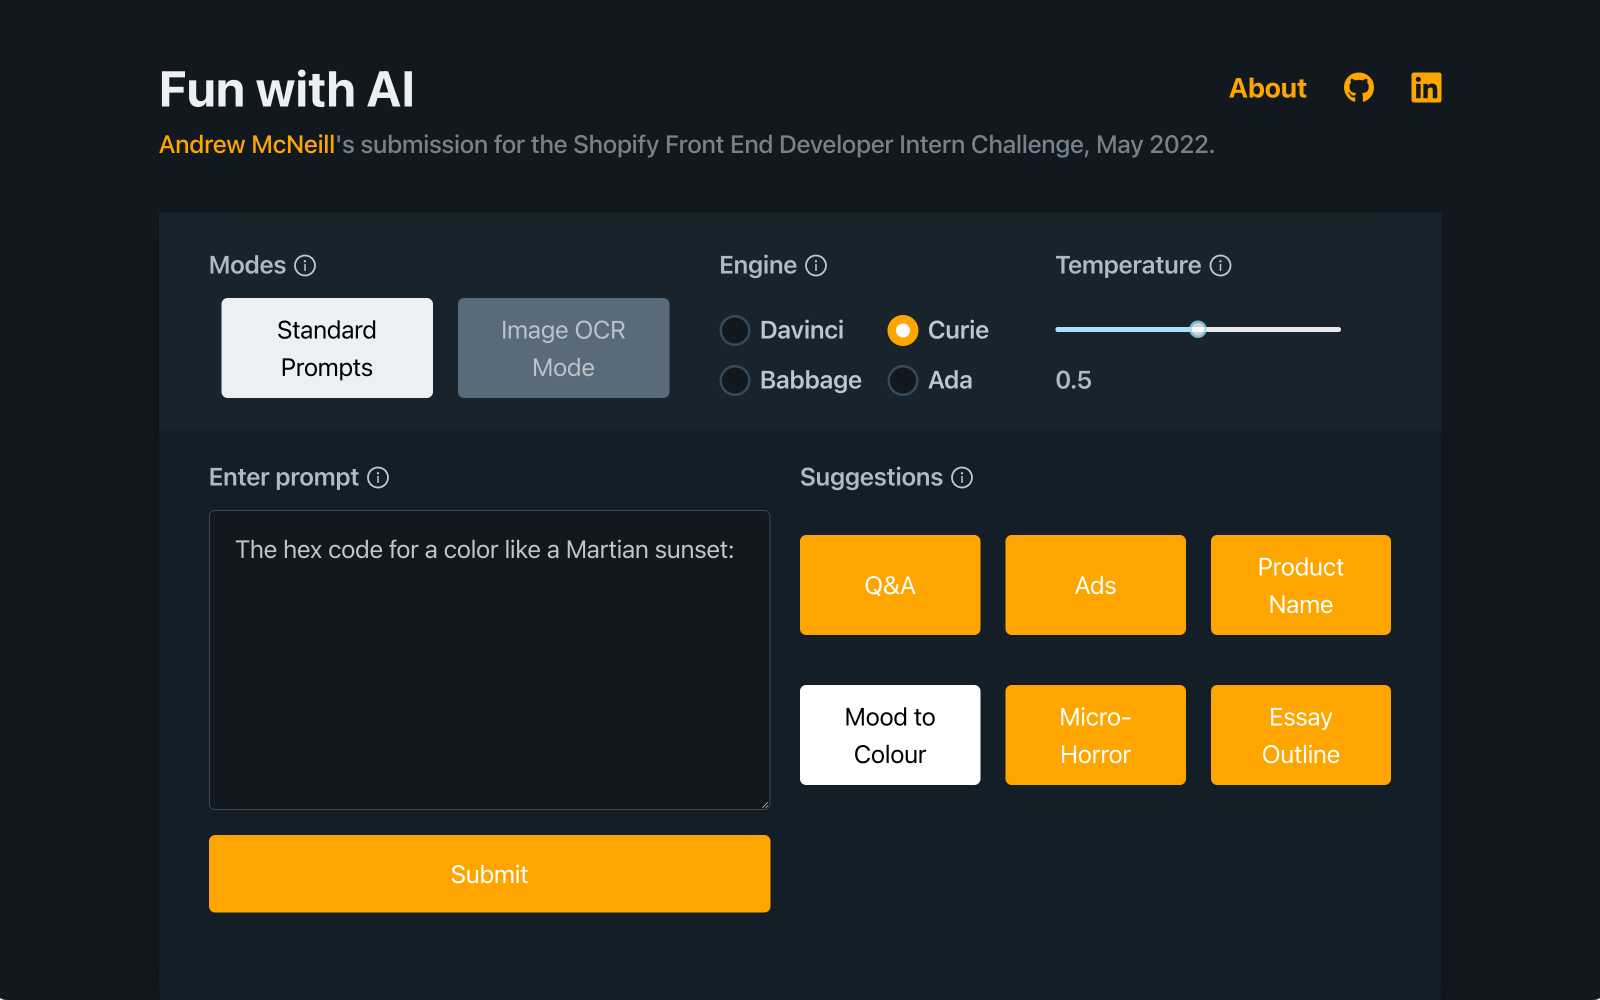 Fun with AI
About
in
Andrew McNeill's submission for the Shopify Front End Developer Intern Challenge, May 2022.
Modes
Standard
Prompts
Image OCR
Mode
Engine
Davinci
Curie
Babbage
Ada
Temperature
0.5
Enter prompt
The hex code for a color like a Martian sunset:
Submit
Suggestions
Q&A
Ads
Product
Name
Mood to
Colour
Micro-
Horror
Essay
Outline